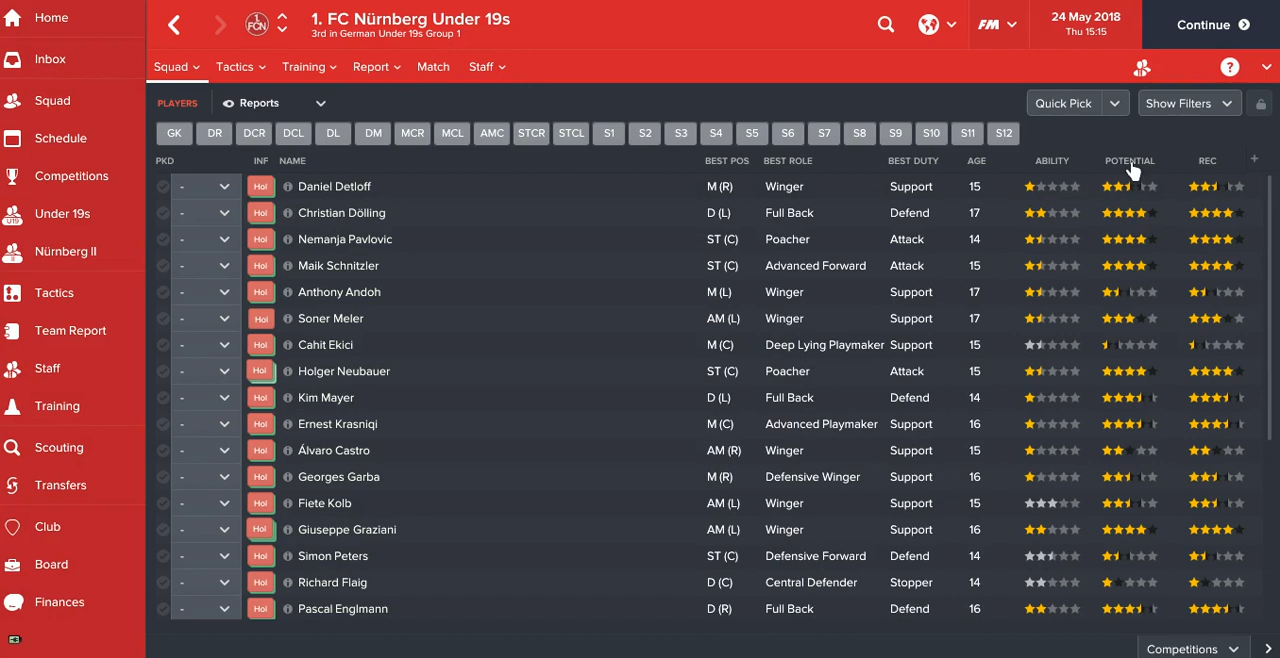 Home
Inbox
Squad
Schedule
Competitions
Under 19s
Nürnberg II
Tactics
Team Report
Staff
Training
Scouting
Transfers
Club
Board
Finances
1. FC Nürnberg Under 19s
3rd in German Under 19s Group 1
FM
24 May 2018
Thu 15:15
Continue
Squad Tactics Training Report Match Staff ?
PLAYERS Reports Quick Pick Show Filters
GK DR DCR DCL DL DM MCR MCL AMC STCR STCL S1 S2 S3 S4 S5 S6 S7 S8 S9 S10 S11 S12
PKD INF NAME BEST POS BEST ROLE BEST DUTY AGE ABILITY POTENTIAL REC +
- Hol Daniel Detloff M (R) Winger Support 15
- Hol Christian Dölling D (L) Full Back Defend 17
- Hol Nemanja Pavlovic ST (C) Poacher Attack 14
- Hol Maik Schnitzler ST (C) Advanced Forward Attack 15
- Hol Anthony Andoh M (L) Winger Support 17
- Hol Soner Meler AM (L) Winger Support 17
- Hol Cahit Ekici M (C) Deep Lying Playmaker Support 15
- Hol Holger Neubauer ST (C) Poacher Attack 15
- Hol Kim Mayer D (L) Full Back Defend 14
- Hol Ernest Krasniqi M (C) Advanced Playmaker Support 16
- Hol Álvaro Castro AM (R) Winger Support 15
- Hol Georges Garba M (R) Defensive Winger Support 16
- Hol Fiete Kolb AM (L) Winger Support 15
- Hol Giuseppe Graziani AM (L) Winger Support 16
- Hol Simon Peters ST (C) Defensive Forward Defend 14
- Hol Richard Flaig D (C) Central Defender Stopper 14
- Hol Pascal Englmann D (R) Full Back Defend 16
Competitions